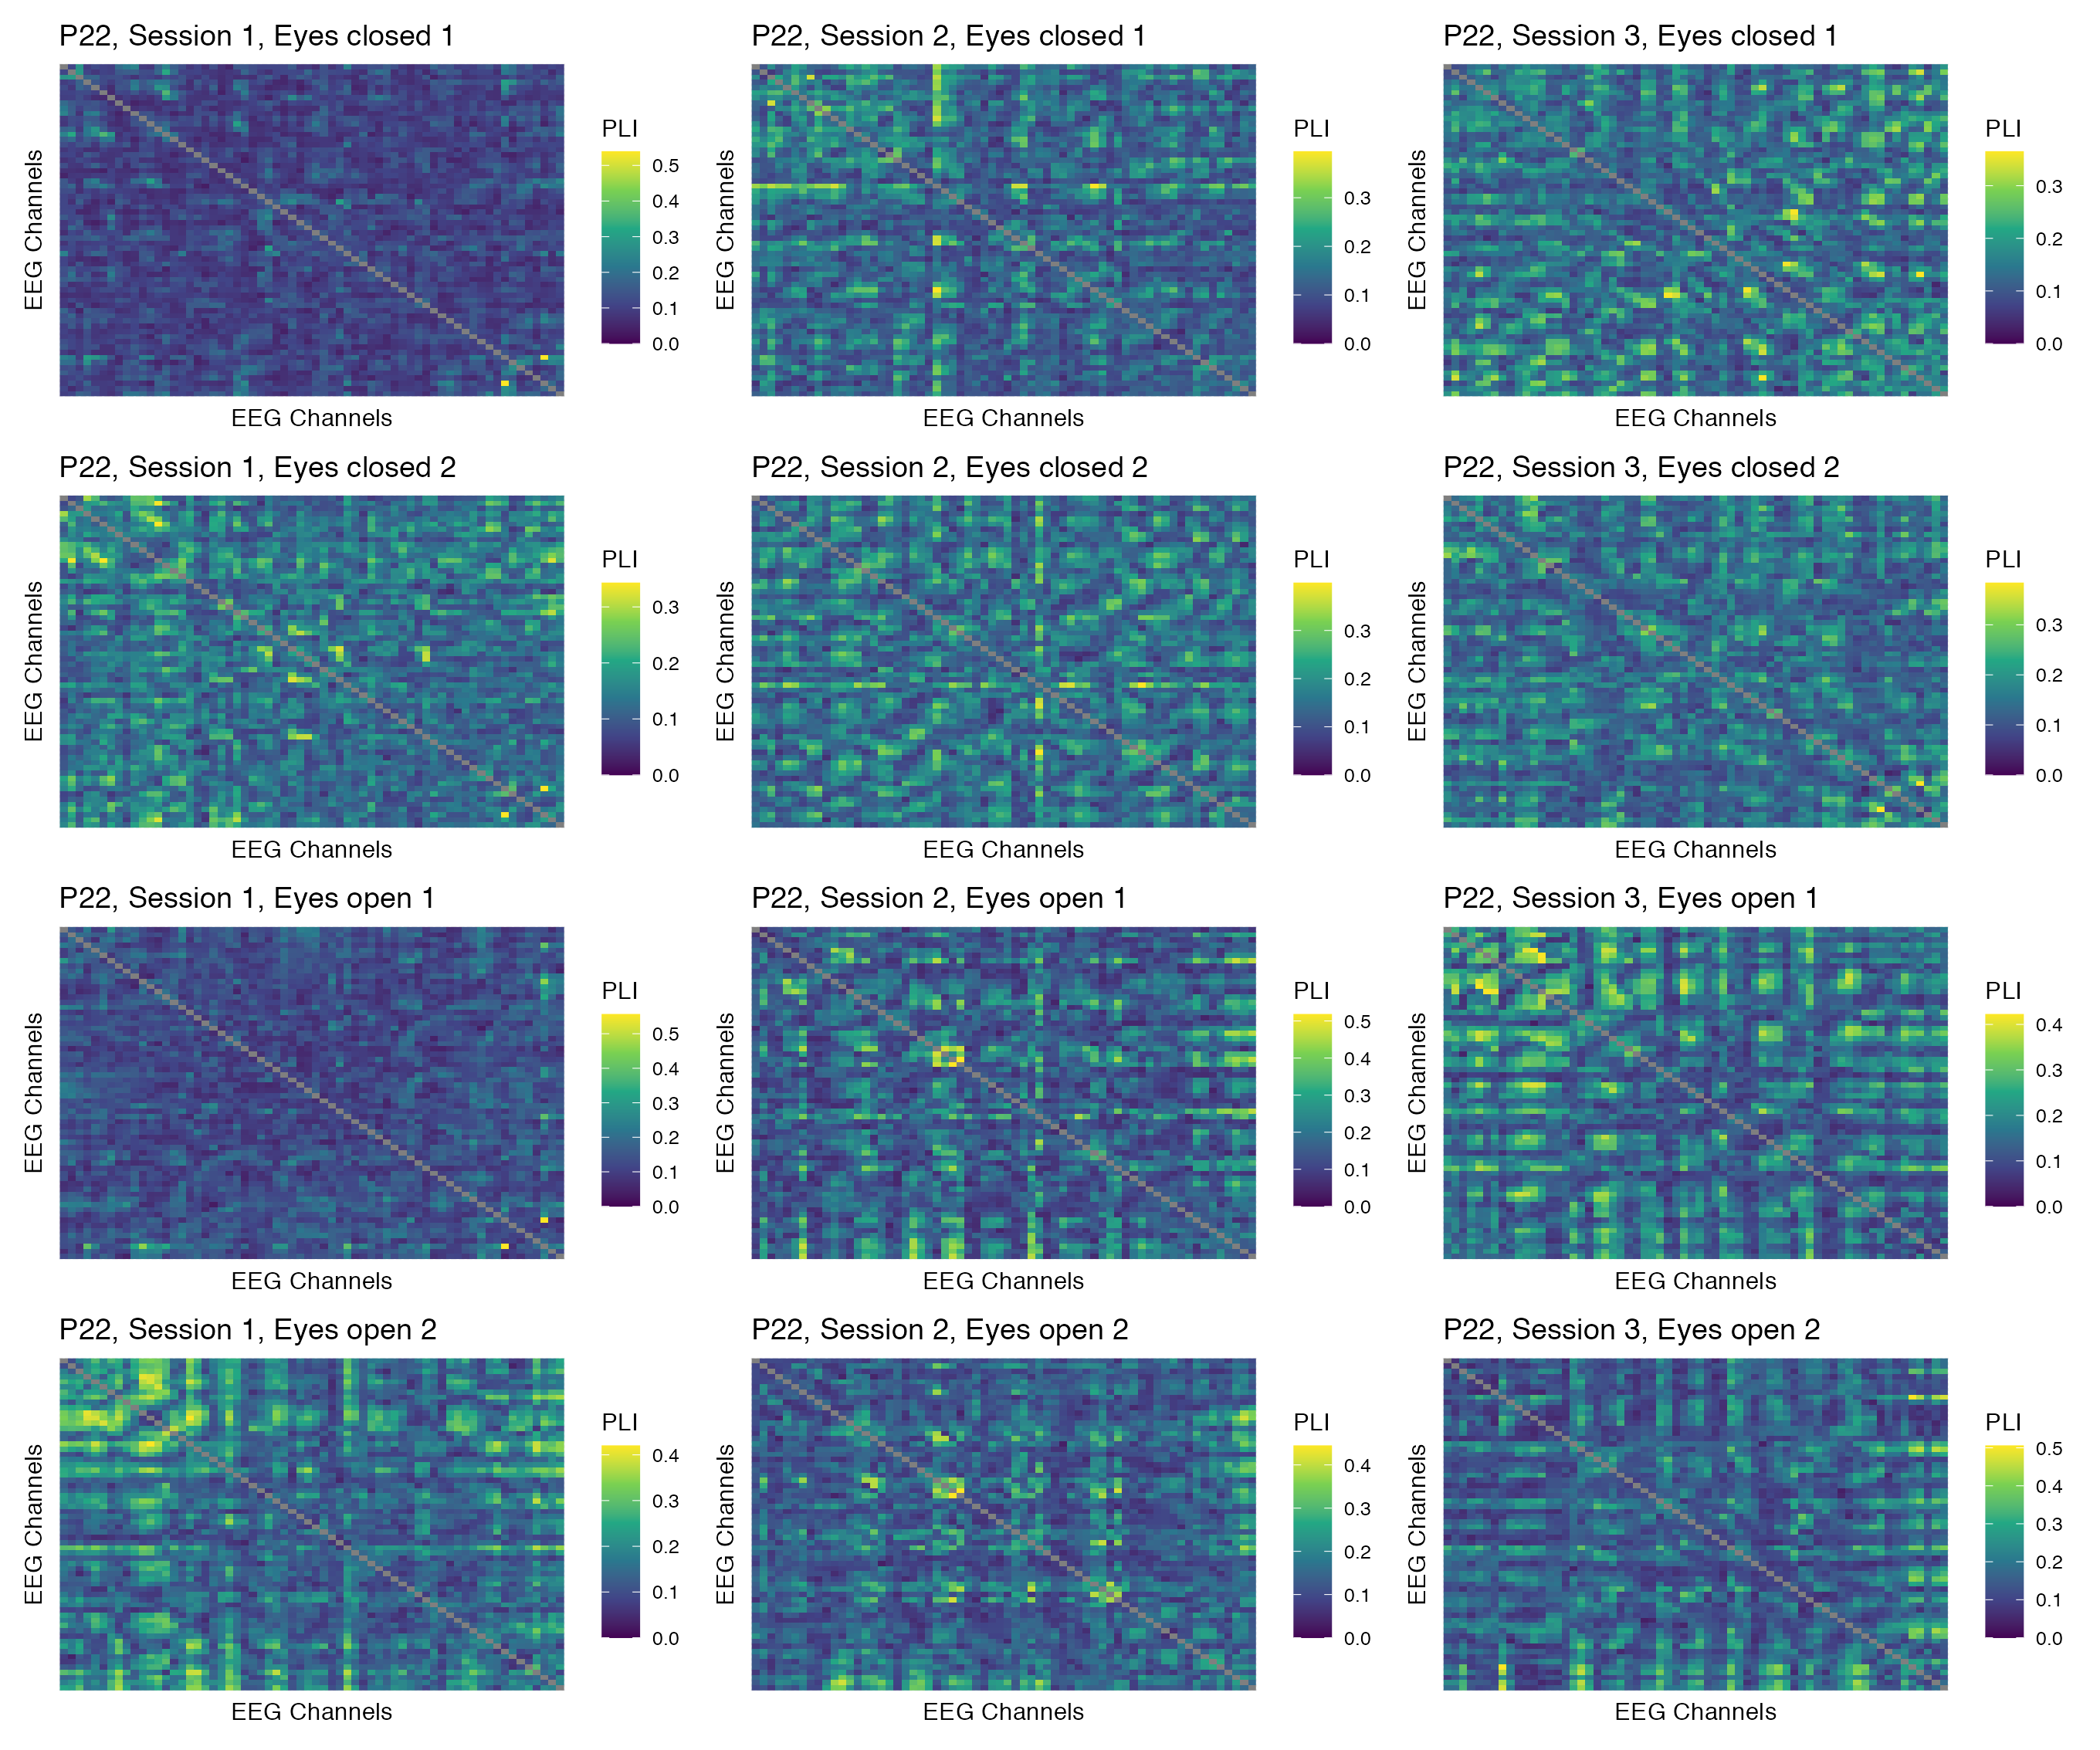 P22, Session 1, Eyes closed 1
EEG Channels
EEG Channels
PLI
0.5
0.4
0.3
0.2
0.1
0.0
P22, Session 2, Eyes closed 1
EEG Channels
EEG Channels
PLI
0.3
0.2
0.1
0.0
P22, Session 3, Eyes closed 1
EEG Channels
EEG Channels
PLI
0.3
0.2
0.1
0.0
P22, Session 1, Eyes closed 2
EEG Channels
EEG Channels
PLI
0.3
0.2
0.1
0.0
P22, Session 2, Eyes closed 2
EEG Channels
EEG Channels
PLI
0.3
0.2
0.1
0.0
P22, Session 3, Eyes closed 2
EEG Channels
EEG Channels
PLI
0.3
0.2
0.1
0.0
P22, Session 1, Eyes open 1
EEG Channels
EEG Channels
PLI
0.5
0.4
0.3
0.2
0.1
0.0
P22, Session 2, Eyes open 1
EEG Channels
EEG Channels
PLI
0.5
0.4
0.3
0.2
0.1
0.0
P22, Session 3, Eyes open 1
EEG Channels
EEG Channels
PLI
0.4
0.3
0.2
0.1
0.0
P22, Session 1, Eyes open 2
EEG Channels
EEG Channels
PLI
0.4
0.3
0.2
0.1
0.0
P22, Session 2, Eyes open 2
EEG Channels
EEG Channels
PLI
0.4
0.3
0.2
0.1
0.0
P22, Session 3, Eyes open 2
EEG Channels
EEG Channels
PLI
0.5
0.4
0.3
0.2
0.1
0.0